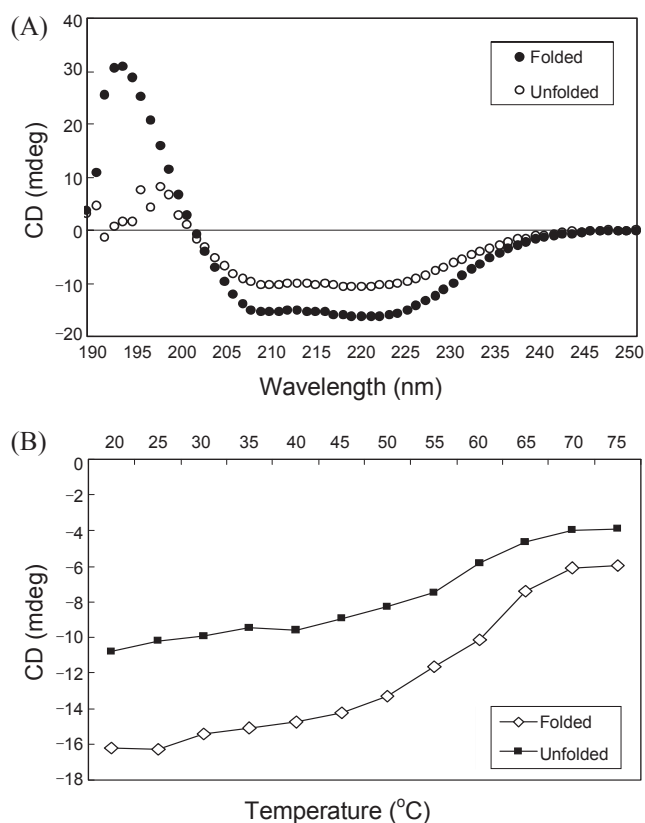 (A)
40
30
20
10
0
−10
−20
CD (mdeg)
Folded
Unfolded
190 195 200 205 210 215 220 225 230 235 240 245 250
Wavelength (nm)
(B)
20 25 30 35 40 45 50 55 60 65 70 75
0
−2
−4
−6
−8
−10
−12
−14
−16
−18
CD (mdeg)
Folded
Unfolded
Temperature (°C)